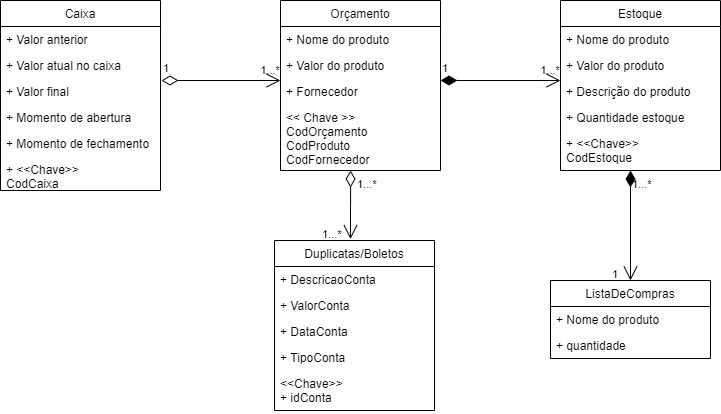 Caixa
+ Valor anterior
+ Valor atual no caixa
+ Valor final
+ Momento de abertura
+ Momento de fechamento
+ <<Chave>>
CodCaixa
1
1...*
Orçamento
+ Nome do produto
+ Valor do produto
+ Fornecedor
<< Chave >>
CodOrçamento
CodProduto
CodFornecedor
1
1...*
Estoque
+ Nome do produto
+ Valor do produto
+ Descrição do produto
+ Quantidade estoque
+ <<Chave>>
CodEstoque
1...*
1...*
Duplicatas/Boletos
+ DescricaoConta
+ ValorConta
+ DataConta
+ TipoConta
<<Chave>>
+ idConta
1...*
1
ListaDeCompras
+ Nome do produto
+ quantidade